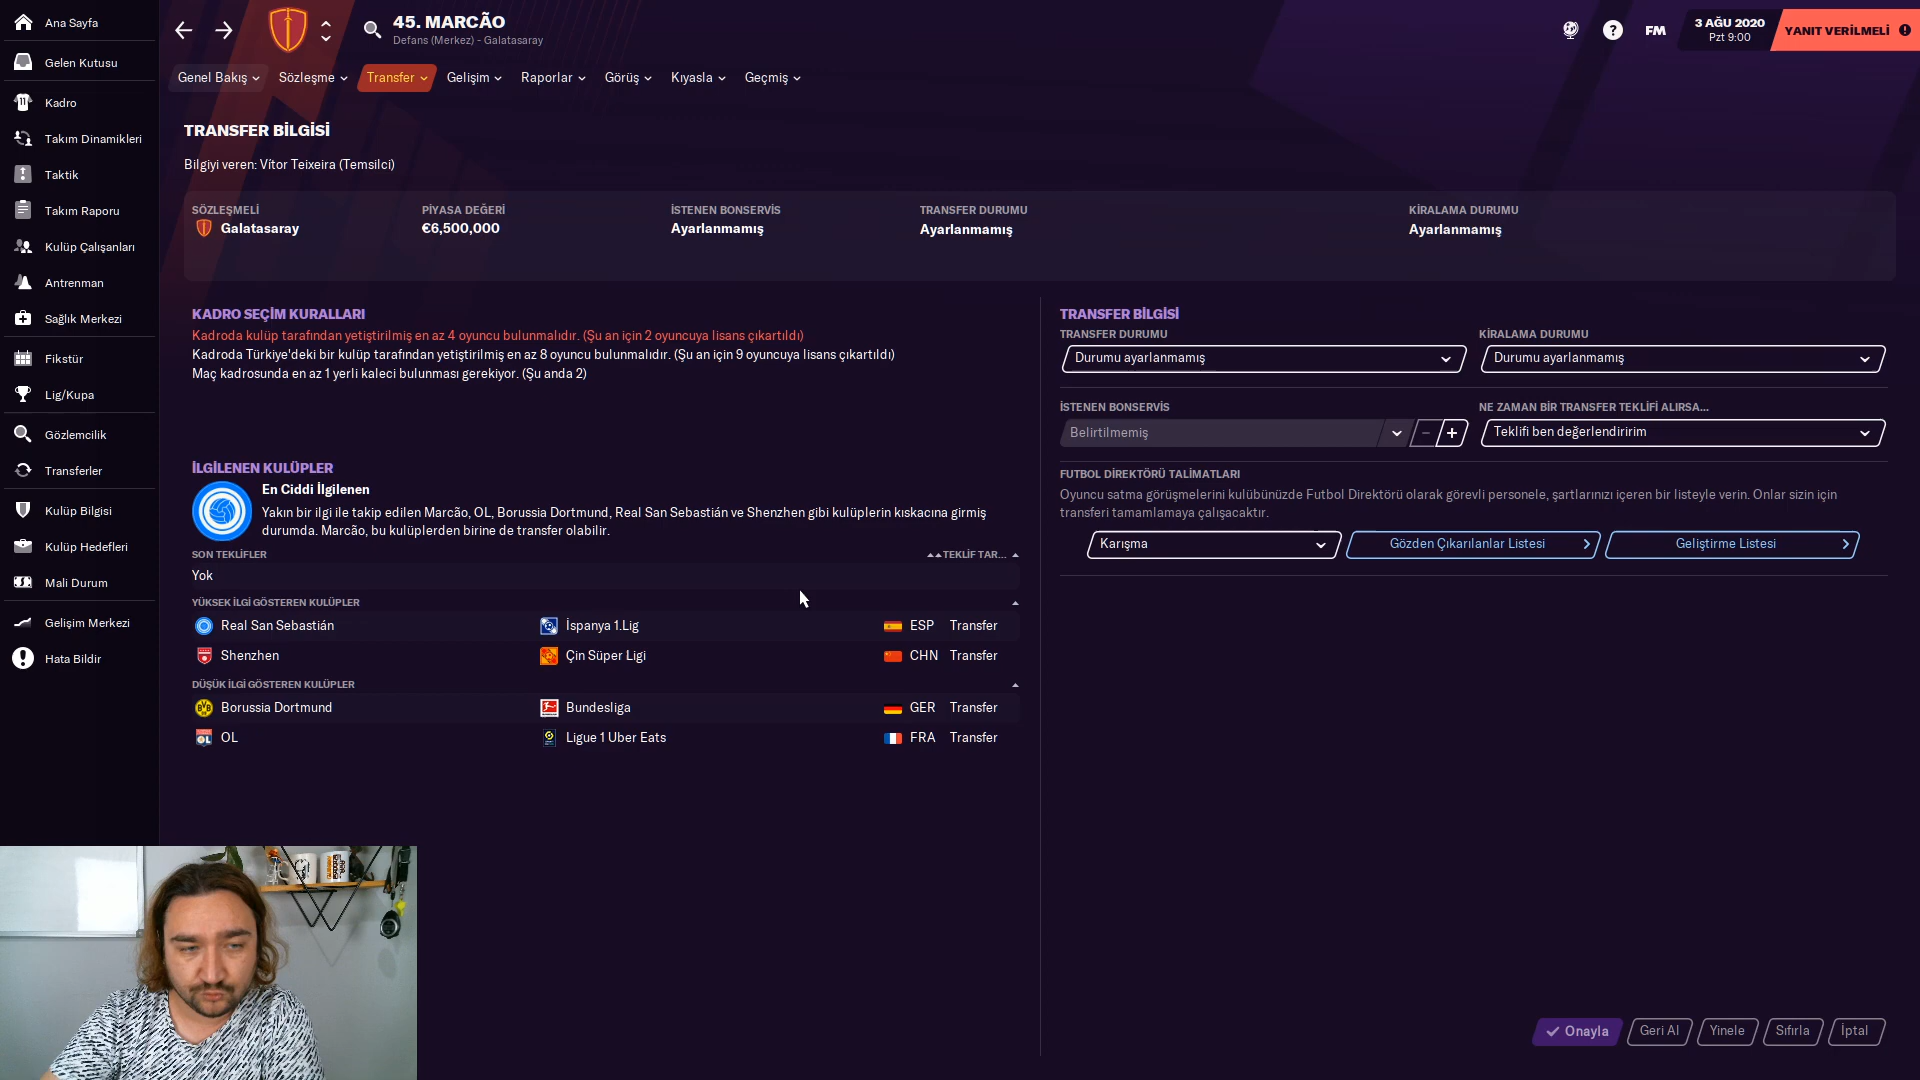 Ana Sayfa
Gelen Kutusu
Kadro
Takım Dinamikleri
Taktik
Takım Raporu
Kulüp Çalışanları
Antrenman
Sağlık Merkezi
Fikstür
Lig/Kupa
Gözlemcilik
Transferler
Kulüp Bilgisi
Kulüp Hedefleri
Mali Durum
Gelişim Merkezi
Hata Bildir
45. MARCÃO
Defans (Merkez) - Galatasaray
FM
3 AĞU 2020
Pzt 9:00
YANIT VERİLMELİ
Genel Bakış
Sözleşme
Transfer
Gelişim
Raporlar
Görüş
Kıyasla
Geçmiş
TRANSFER BİLGİSİ
Bilgiyi veren: Vítor Teixeira (Temsilci)
SÖZLEŞMELİ
Galatasaray
PİYASA DEĞERİ
€6,500,000
İSTENEN BONSERVİS
Ayarlanmamış
TRANSFER DURUMU
Ayarlanmamış
KİRALAMA DURUMU
Ayarlanmamış
KADRO SEÇİM KURALLARI
Kadroda kulüp tarafından yetiştirilmiş en az 4 oyuncu bulunmalıdır. (Şu an için 2 oyuncuya lisans çıkartıldı)
Kadroda Türkiye'deki bir kulüp tarafından yetiştirilmiş en az 8 oyuncu bulunmalıdır. (Şu an için 9 oyuncuya lisans çıkartıldı)
Maç kadrosunda en az 1 yerli kaleci bulunması gerekiyor. (Şu anda 2)
İLGİLENEN KULÜPLER
En Ciddi İlgilenen
Yakın bir ilgi ile takip edilen Marcão, OL, Borussia Dortmund, Real San Sebastián ve Shenzhen gibi kulüplerin kıskacına girmiş
durumda. Marcão, bu kulüplerden birine de transfer olabilir.
SON TEKLİFLER
TEKLİF TAR...
Yok
YÜKSEK İLGİ GÖSTEREN KULÜPLER
Real San Sebastián İspanya 1.Lig ESP Transfer
Shenzhen Çin Süper Ligi CHN Transfer
DÜŞÜK İLGİ GÖSTEREN KULÜPLER
Borussia Dortmund Bundesliga GER Transfer
OL Ligue 1 Uber Eats FRA Transfer
TRANSFER BİLGİSİ
TRANSFER DURUMU
Durumu ayarlanmamış
KİRALAMA DURUMU
Durumu ayarlanmamış
İSTENEN BONSERVİS
Belirtilmemiş
NE ZAMAN BİR TRANSFER TEKLİFİ ALIRSA...
Teklifi ben değerlendiririm
FUTBOL DİREKTÖRÜ TALİMATLARI
Oyuncu satma görüşmelerini kulübünüzde Futbol Direktörü olarak görevli personele, şartlarınızı içeren bir listeyle verin. Onlar sizin için
transferi tamamlamaya çalışacaktır.
Karışma
Gözden Çıkarılanlar Listesi
Geliştirme Listesi
Onayla
Geri Al
Yinele
Sıfırla
İptal